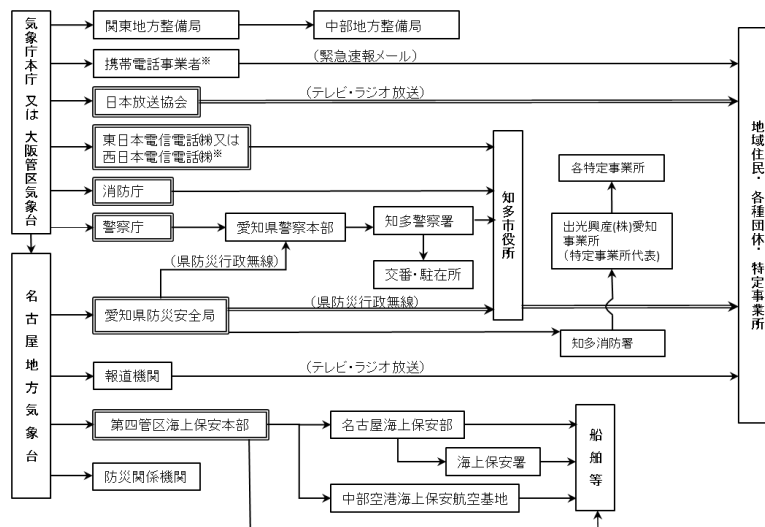 気象庁本庁 又は 大阪管区気象台
関東地方整備局
中部地方整備局
携帯電話事業者※
(緊急速報メール)
日本放送協会
(テレビ・ラジオ放送)
東日本電信電話㈱又は
西日本電信電話㈱※
消防庁
警察庁
愛知県警察本部
知多警察署
交番・駐在所
知多市役所
各特定事業所
出光興産(株)愛知
事業所
(特定事業所代表)
知多消防署
地域住民・各種団体・特定事業所
名古屋地方気象台
(県防災行政無線)
愛知県防災安全局
(県防災行政無線)
報道機関
(テレビ・ラジオ放送)
第四管区海上保安本部
名古屋海上保安部
海上保安署
中部空港海上保安航空基地
船舶等
防災関係機関